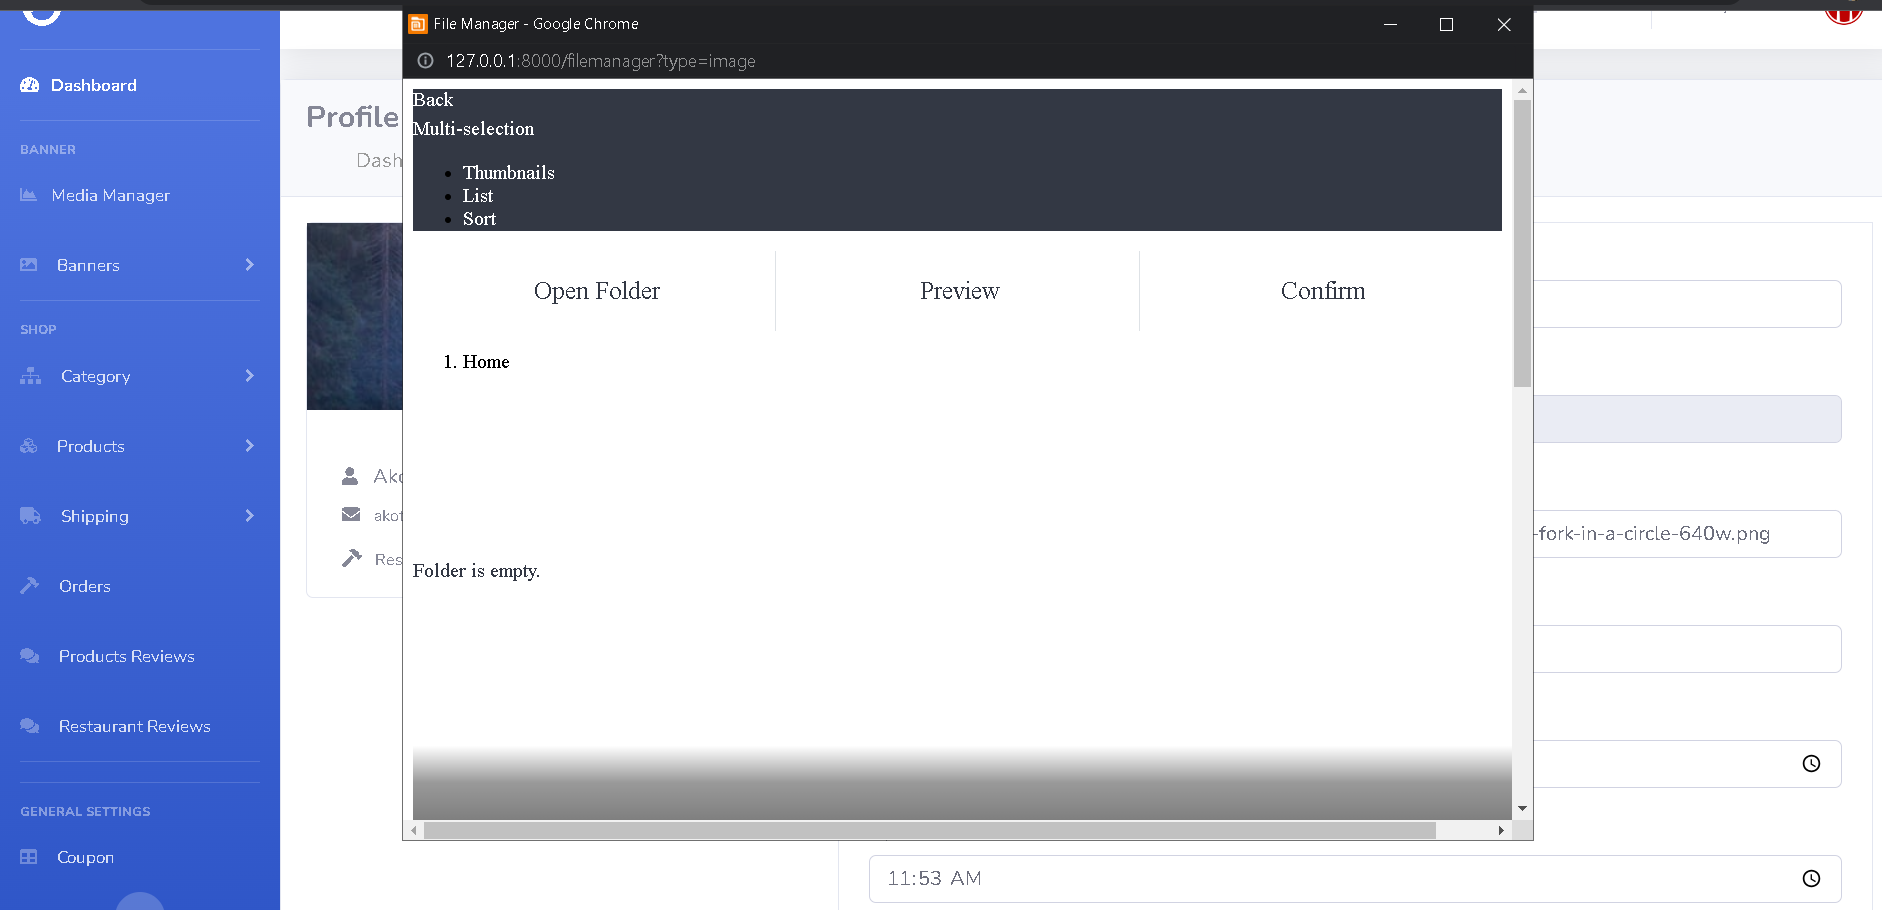 File Manager - Google Chrome
127.0.0.1:8000/filemanager?type=image
Dashboard
BANNER
Media Manager
Banners
SHOP
Category
Products
Shipping
Orders
Products Reviews
Restaurant Reviews
GENERAL SETTINGS
Coupon
Profile
Dash
Ako
akot
Res
Back
Multi-selection
Thumbnails
List
Sort
Open Folder
Preview
Confirm
1. Home
Folder is empty.
-fork-in-a-circle-640w.png
11:53 AM